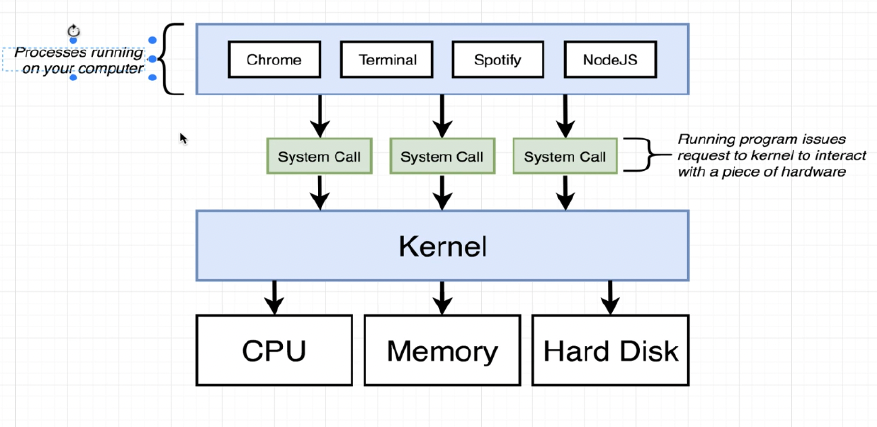 Processes running
on your computer
Chrome
Terminal
Spotify
NodeJS
System Call
System Call
System Call
Running program issues
request to kernel to interact
with a piece of hardware
Kernel
CPU
Memory
Hard Disk